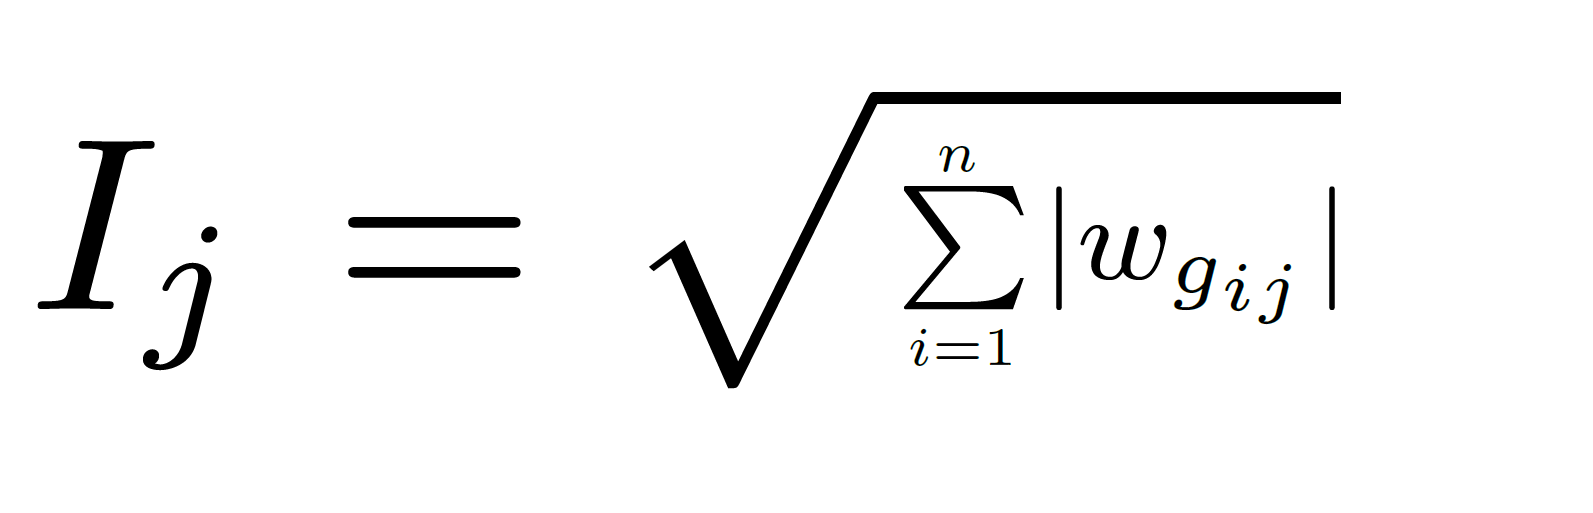 I_j = \sqrt{\sum_{i=1}^{n} |w_{g_{ij}}|}